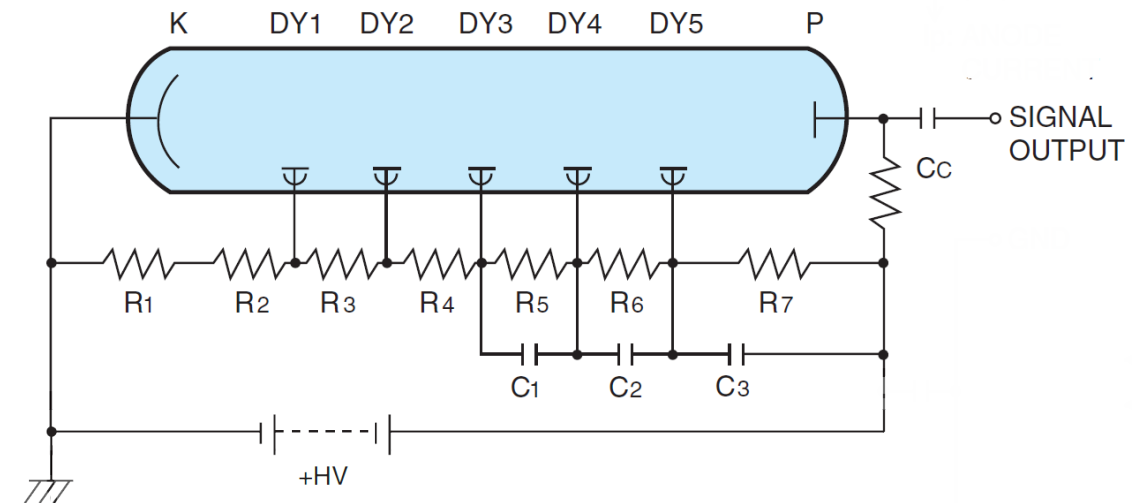 K DY1 DY2 DY3 DY4 DY5 P
SIGNAL
OUTPUT
CC
R1 R2 R3 R4 R5 R6 R7
C1 C2 C3
+HV